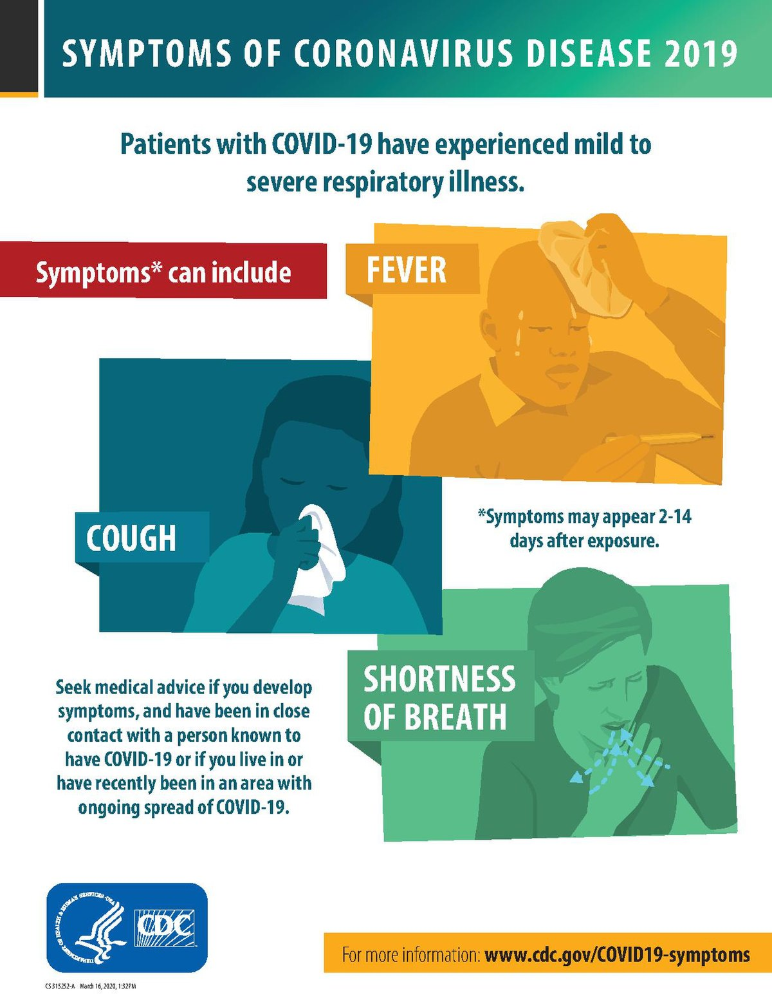 SYMPTOMS OF CORONAVIRUS DISEASE 2019
Patients with COVID-19 have experienced mild to
severe respiratory illness.
Symptoms* can include
FEVER
COUGH
*Symptoms may appear 2-14
days after exposure.
SHORTNESS
OF BREATH
Seek medical advice if you develop
symptoms, and have been in close
contact with a person known to
have COVID-19 or if you live in or
have recently been in an area with
ongoing spread of COVID-19.
DEPARTMENT OF HEALTH & HUMAN SERVICES·USA
CDC
For more information: www.cdc.gov/COVID19-symptoms
CS 315252-A March 16, 2020, 1:32PM